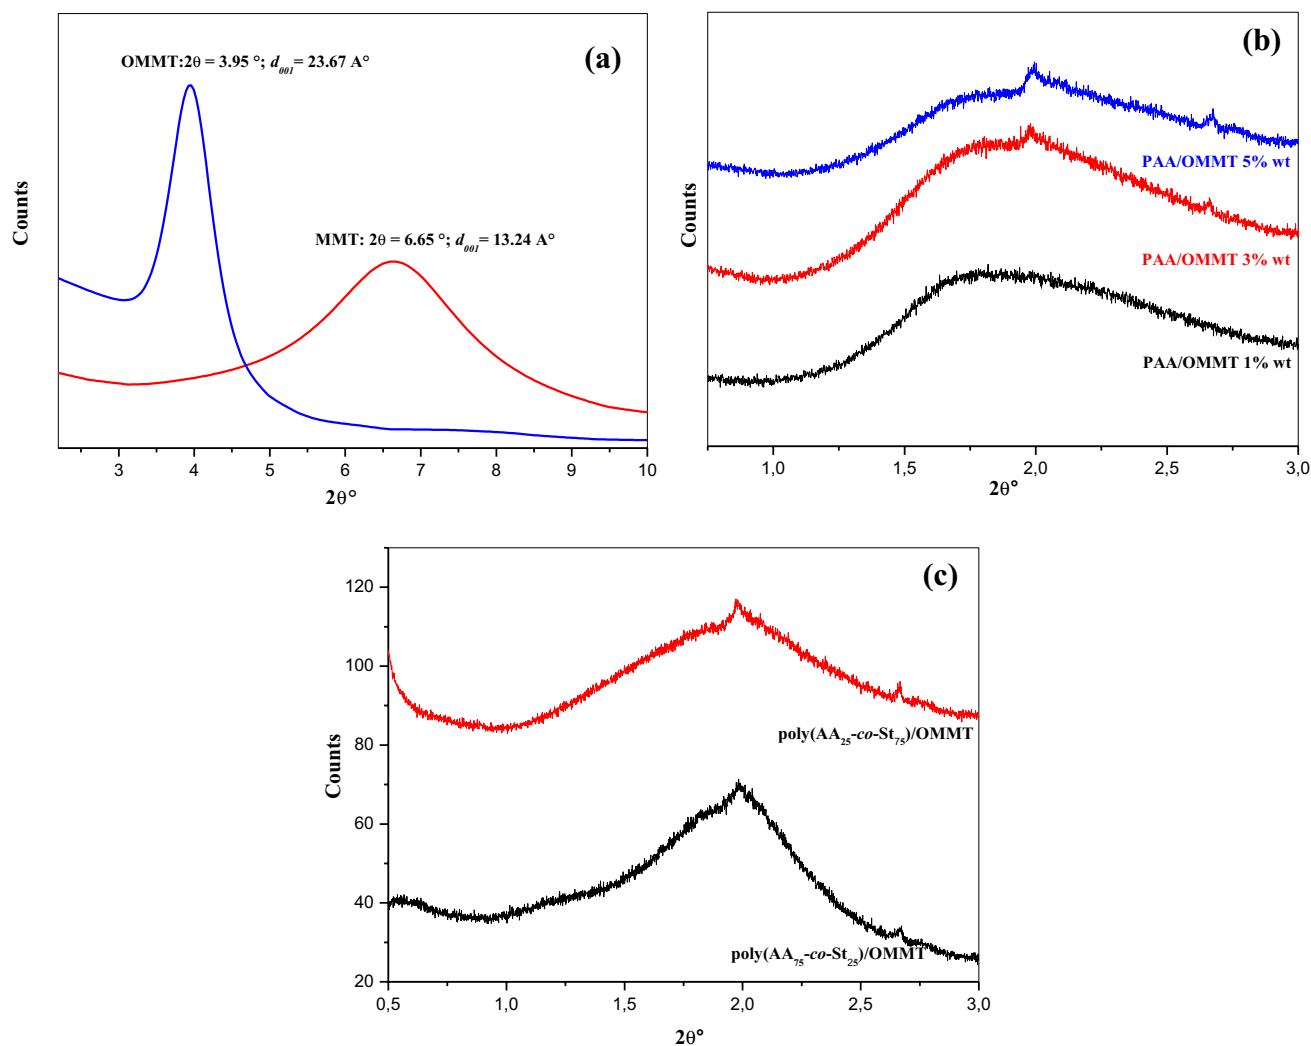 (a)
OMMT:2θ = 3.95 °; d001= 23.67 A°
MMT: 2θ = 6.65 °; d001= 13.24 A°
Counts
3 4 5 6 7 8 9 10
2θ°
(b)
PAA/OMMT 5% wt
PAA/OMMT 3% wt
PAA/OMMT 1% wt
Counts
1,0 1,5 2,0 2,5 3,0
2θ°
(c)
120
100
80
60
40
20
poly(AA25-co-St75)/OMMT
poly(AA75-co-St25)/OMMT
Counts
0,5 1,0 1,5 2,0 2,5 3,0
2θ°